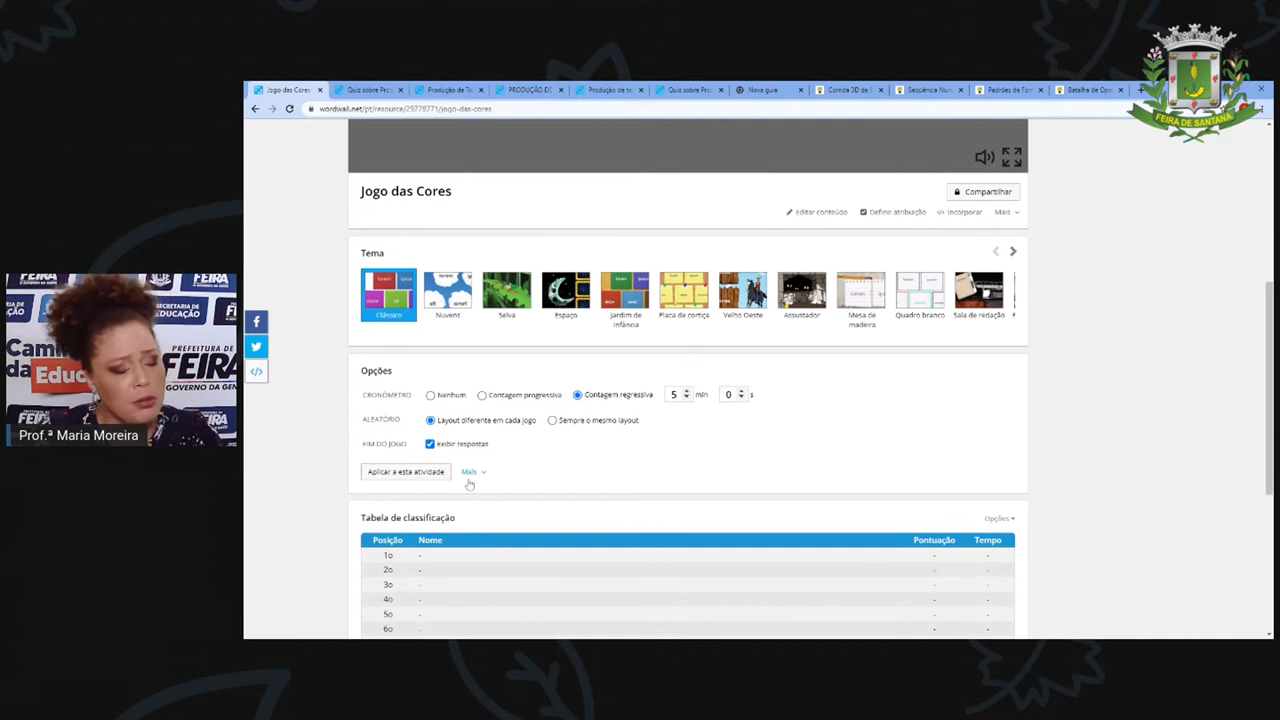 FEIRA DE SANTANA
Jogo das Cores
Quiz sobre Pro
Produção de Te
PRODUÇÃO DE
Produção de te
Quiz sobre Pro
Nova guia
Corrida 3D de
Sequência Num
Padrões de For
Batalha de Ope
wordwall.net/pt/resource/29778771/jogo-das-cores
Jogo das Cores
Compartilhar
Editar conteúdo
Definir atribuição
Incorporar
Mais
Tema
Clássico
Nuvens
Selva
Espaço
Jardim de
Infância
Placa de cortiça
Velho Oeste
Assustador
Mesa de
madeira
Quadro branco
Sala de redação
Opções
CRONÔMETRO Nenhum Contagem progressiva Contagem regressiva 5 min 0 s
ALEATÓRIO Layout diferente em cada jogo Sempre o mesmo layout
FIM DO JOGO Exibir respostas
Aplicar a esta atividade Mais
Tabela de classificação Opções
Posição Nome Pontuação Tempo
1o - - -
2o - - -
3o - - -
4o - - -
5o - - -
6o - - -
FEIRA
SECRETARIA DE
EDUCAÇÃO
PREFEITURA DE
FEIRA
GOVERNO DA GEN
Cami
da
Educ
Prof.ª Maria Moreira